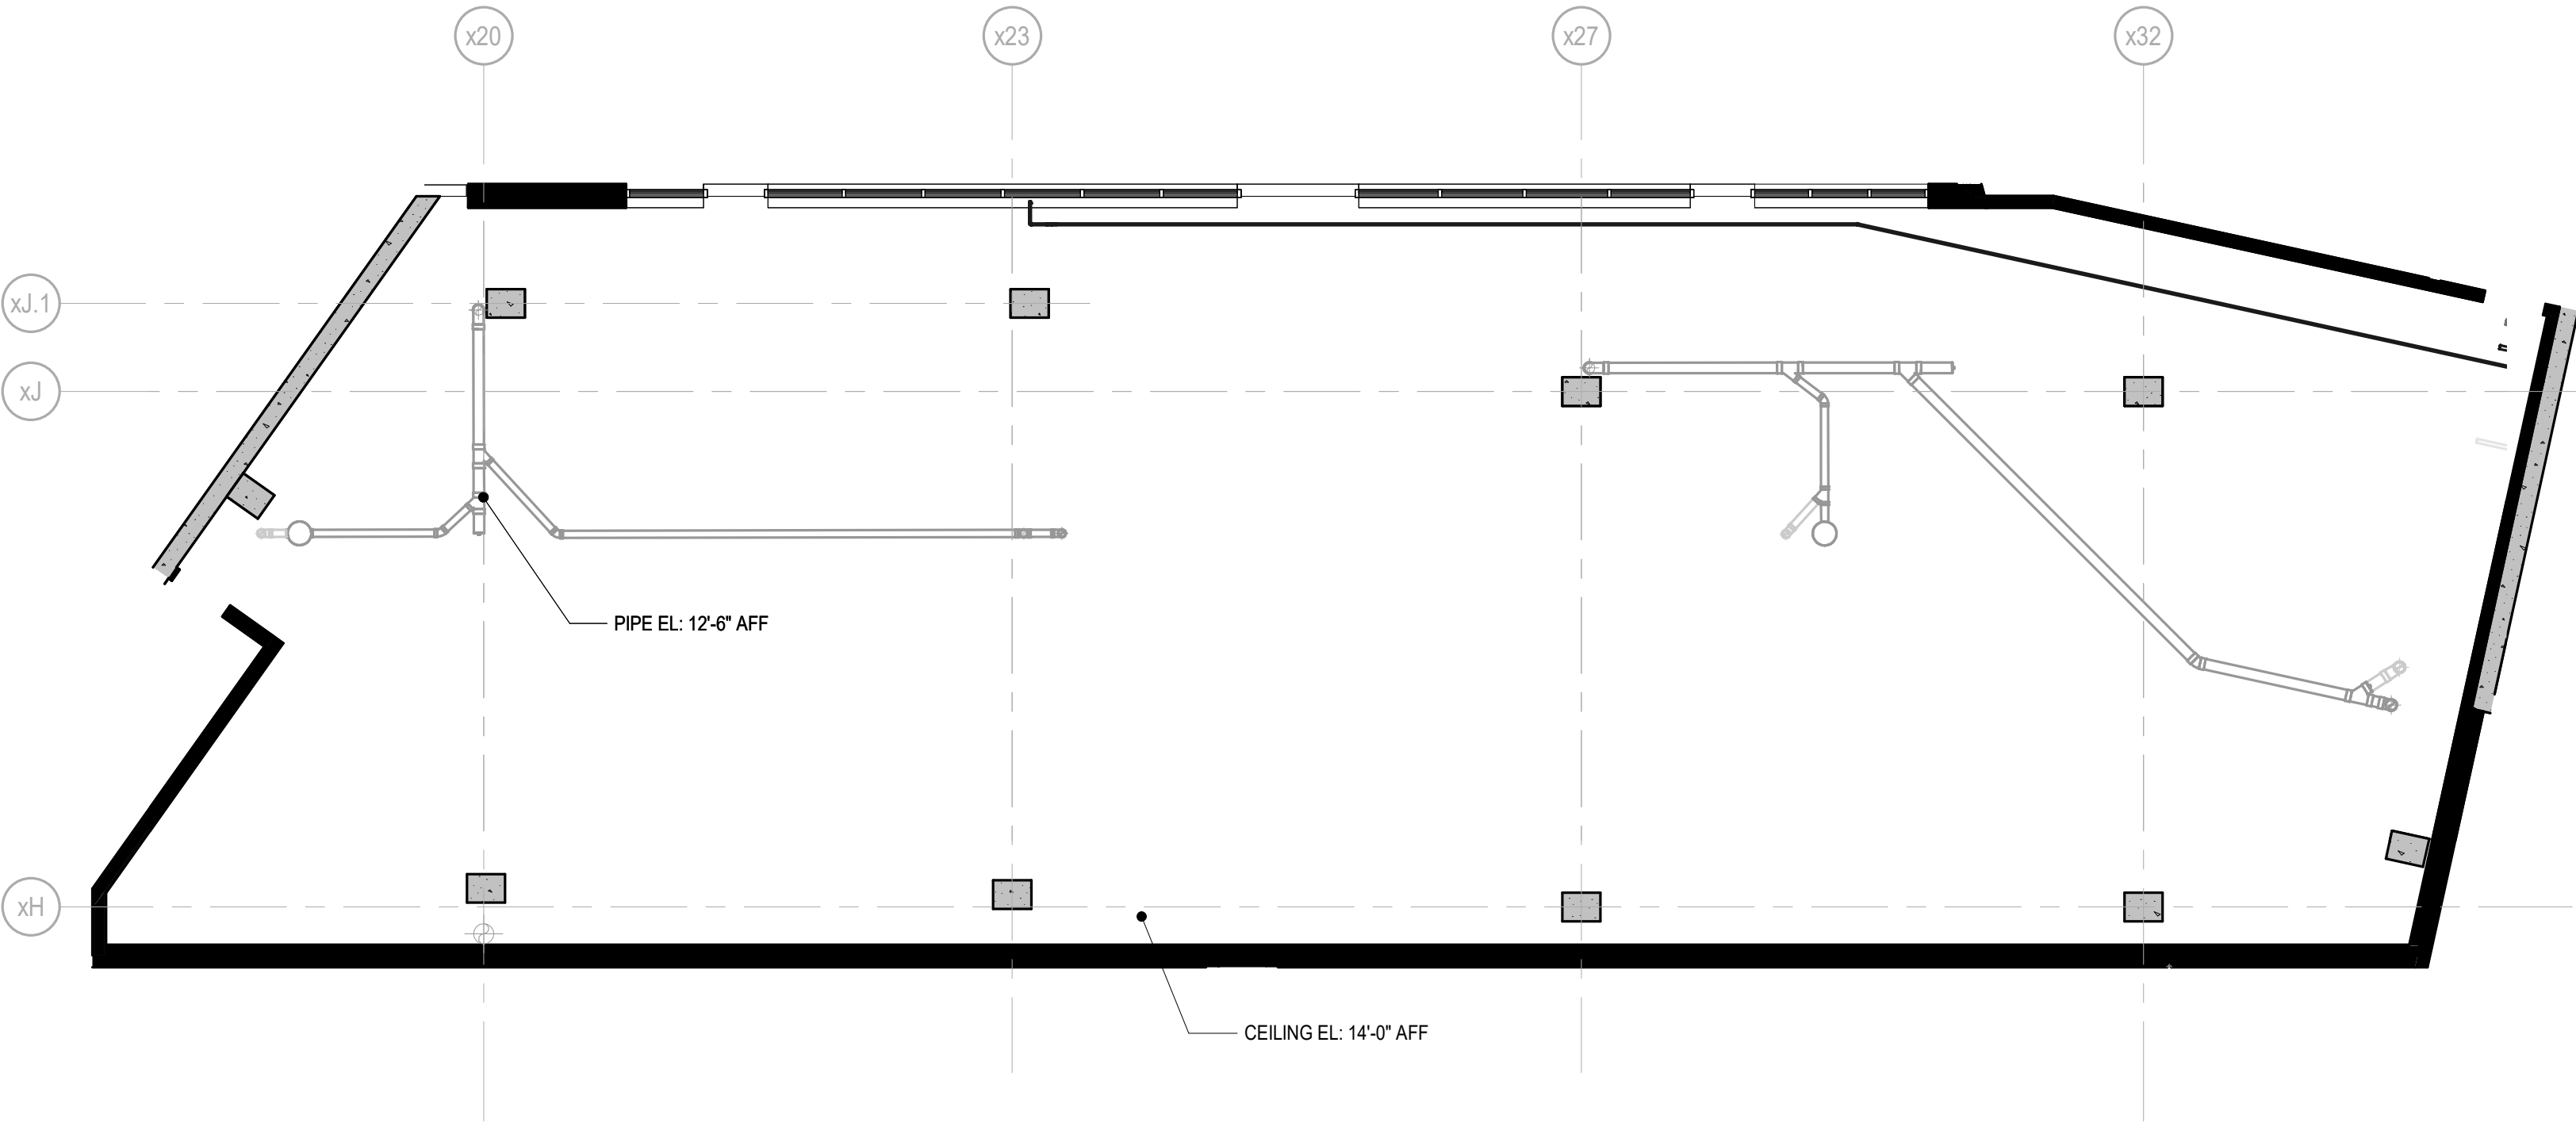 x20
x23
x27
x32
xJ.1
xJ
PIPE EL: 12'-6" AFF
xH
CEILING EL: 14'-0" AFF